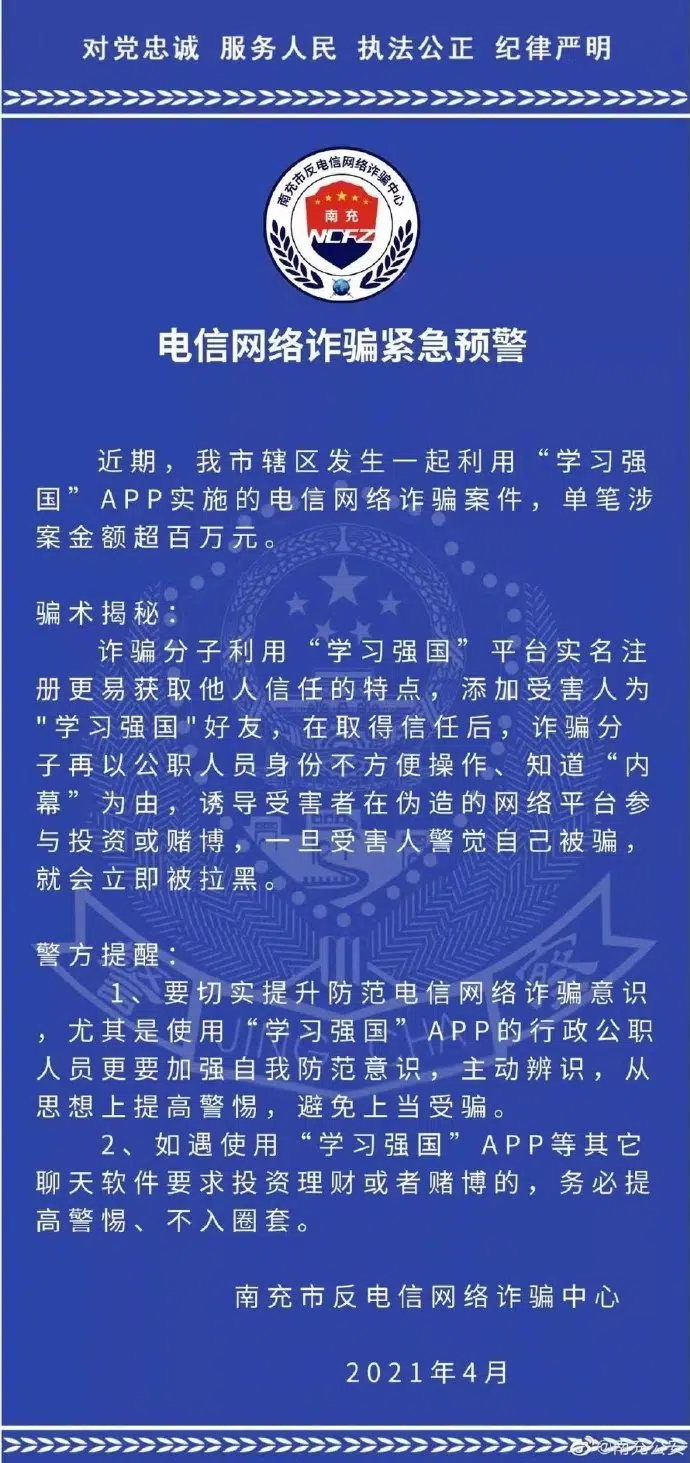 对党忠诚 服务人民 执法公正 纪律严明
南充市反电信网络诈骗中心
南充
NCFZ
电信网络诈骗紧急预警
近期，我市辖区发生一起利用“学习强
国”APP实施的电信网络诈骗案件，单笔涉
案金额超百万元。
骗术揭秘：
诈骗分子利用“学习强国”平台实名注
册更易获取他人信任的特点，添加受害人为
"学习强国"好友，在取得信任后，诈骗分
子再以公职人员身份不方便操作、知道“内
幕”为由，诱导受害者在伪造的网络平台参
与投资或赌博，一旦受害人警觉自己被骗，
就会立即被拉黑。
警方提醒：
1、要切实提升防范电信网络诈骗意识
，尤其是使用“学习强国”APP的行政公职
人员更要加强自我防范意识，主动辨识，从
思想上提高警惕，避免上当受骗。
2、如遇使用“学习强国”APP等其它
聊天软件要求投资理财或者赌博的，务必提
高警惕、不入圈套。
南充市反电信网络诈骗中心
2021年4月
警 JING CHA 察
@南充公安